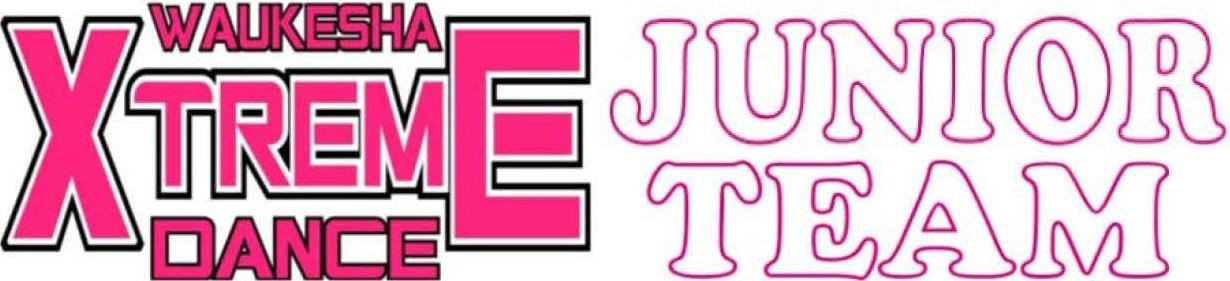 WAUKESHA
XTREME
DANCE
JUNIOR
TEAM